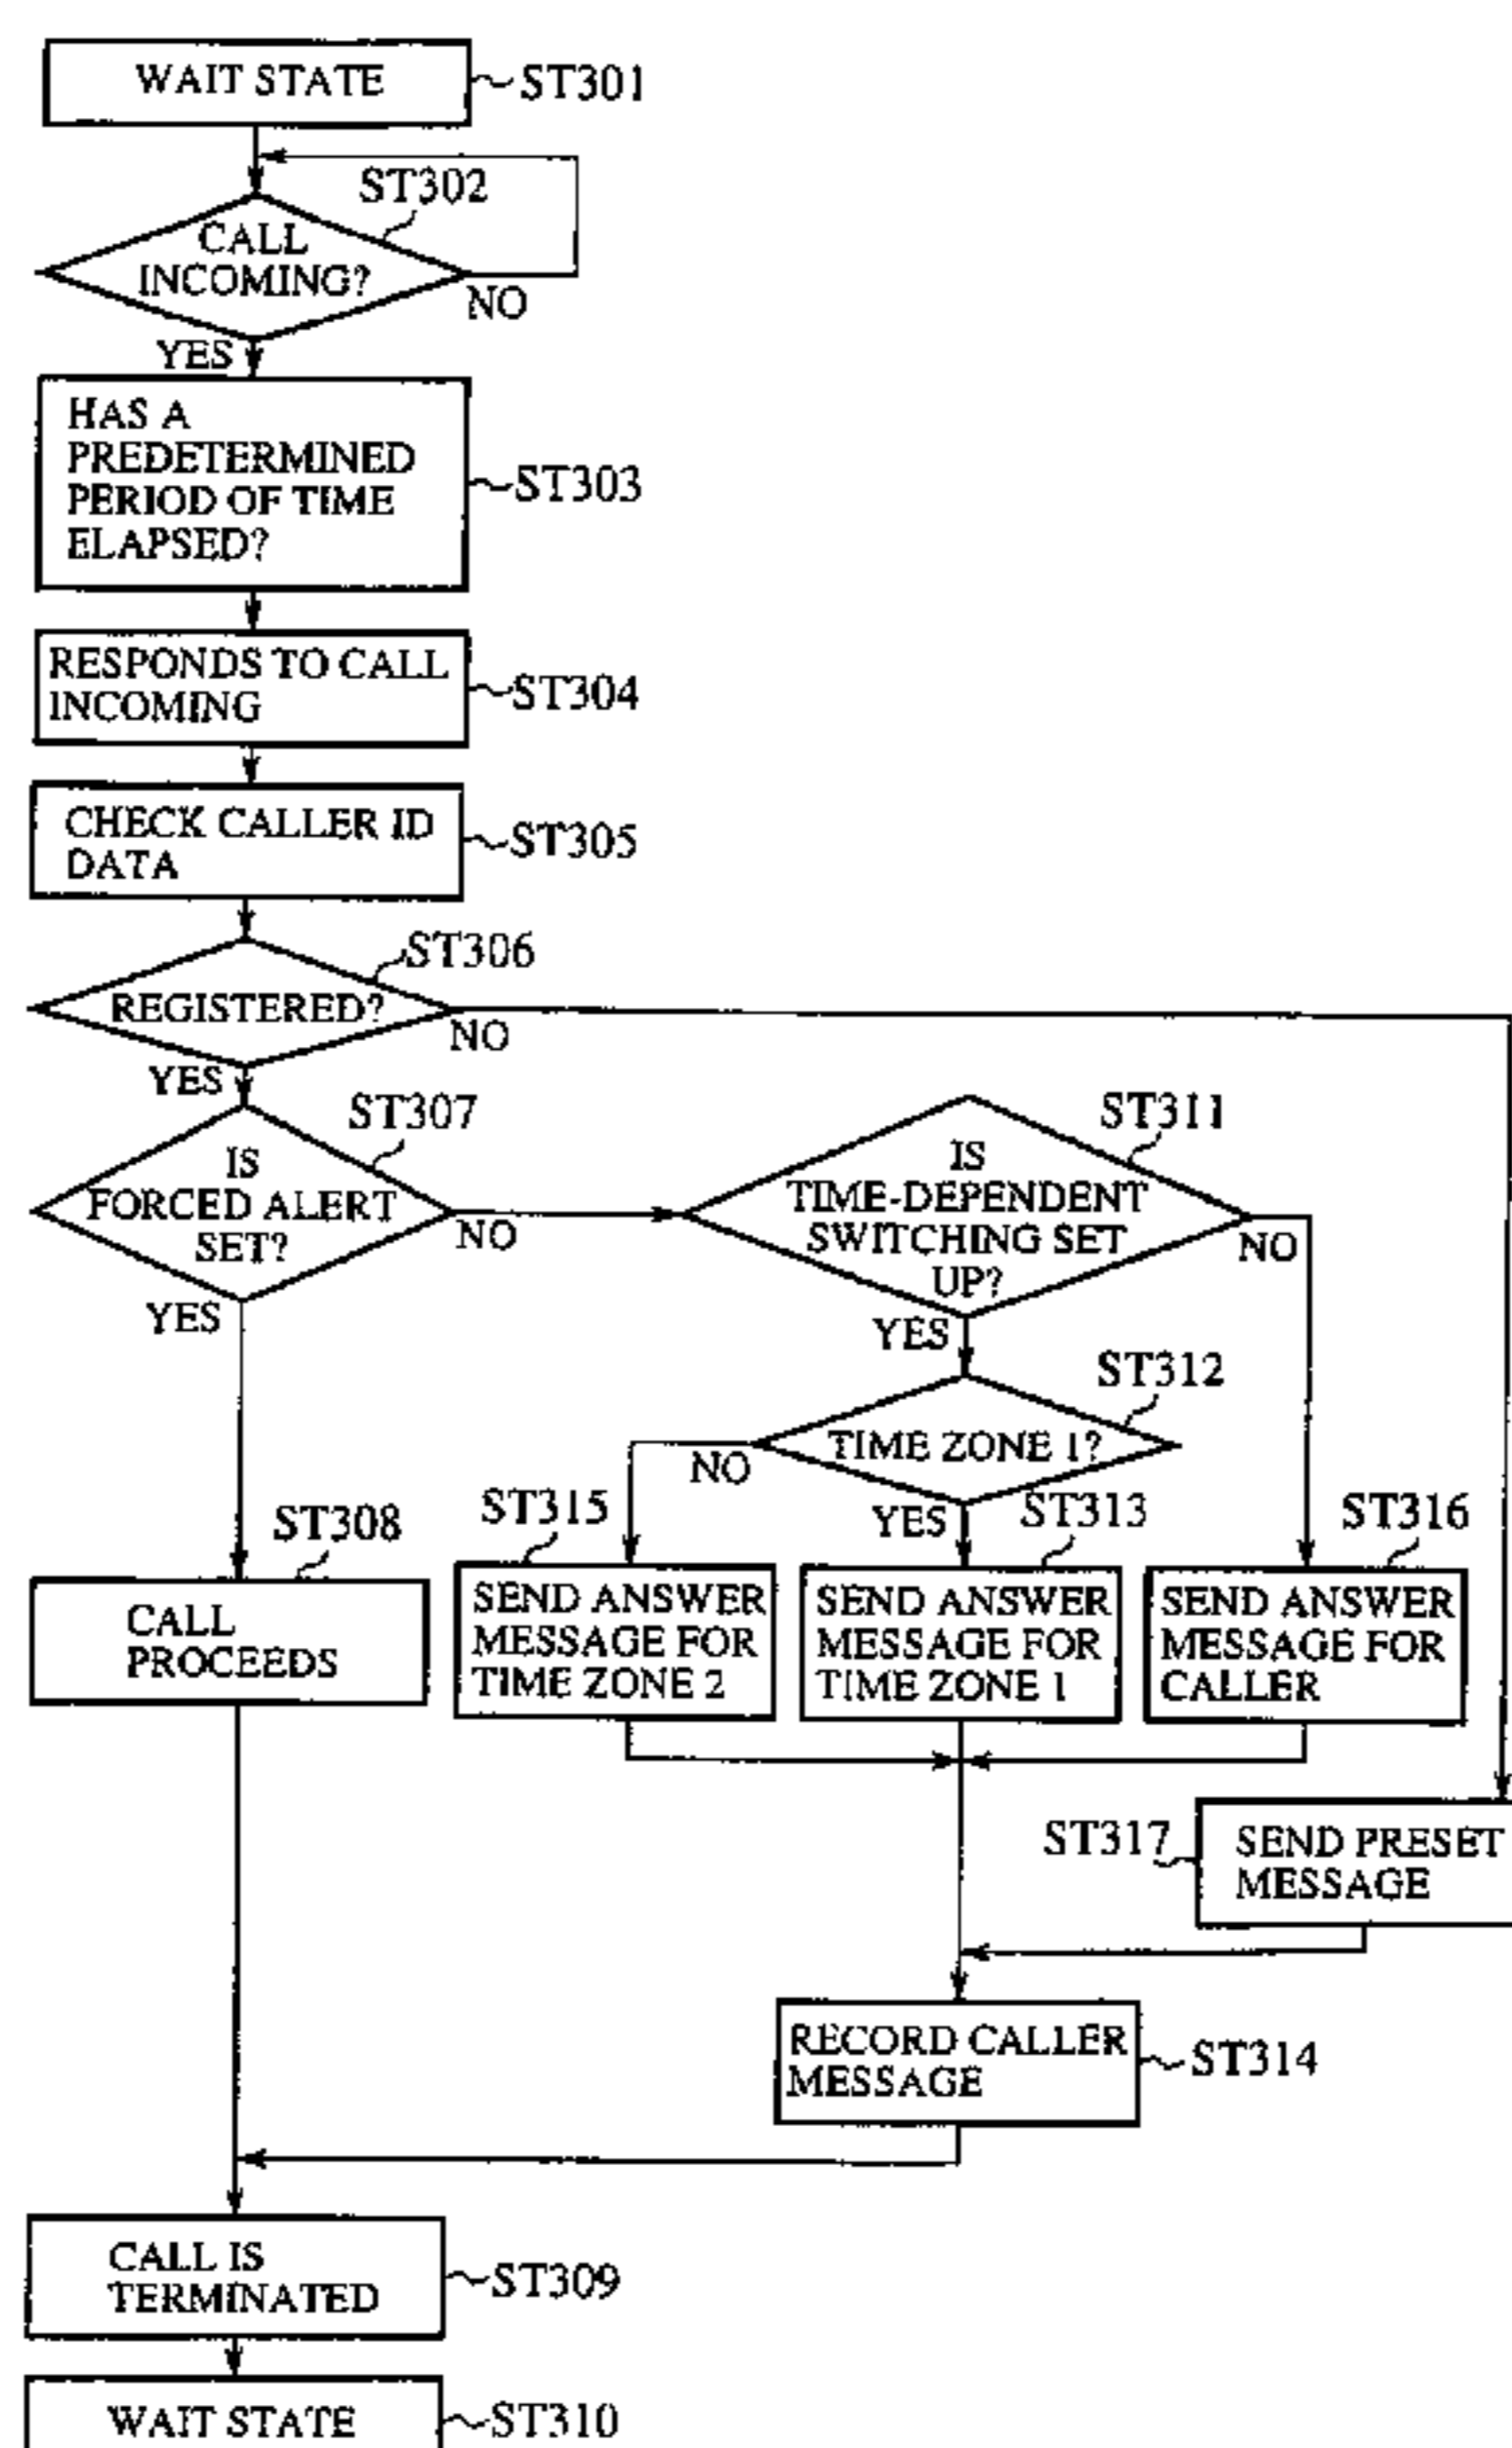 WAIT STATE
ST301
ST302
CALL
INCOMING?
NO
YES
HAS A
PREDETERMINED
PERIOD OF TIME
ELAPSED?
ST303
RESPONDS TO CALL
INCOMING
ST304
CHECK CALLER ID
DATA
ST305
ST306
REGISTERED?
NO
YES
ST307
IS
FORCED ALERT
SET?
NO
YES
ST311
IS
TIME-DEPENDENT
SWITCHING SET
UP?
NO
YES
ST312
TIME ZONE 1?
NO
YES
ST308
CALL
PROCEEDS
ST315
SEND ANSWER
MESSAGE FOR
TIME ZONE 2
ST313
SEND ANSWER
MESSAGE FOR
TIME ZONE 1
ST316
SEND ANSWER
MESSAGE FOR
CALLER
ST317
SEND PRESET
MESSAGE
RECORD CALLER
MESSAGE
ST314
CALL IS
TERMINATED
ST309
WAIT STATE
ST310